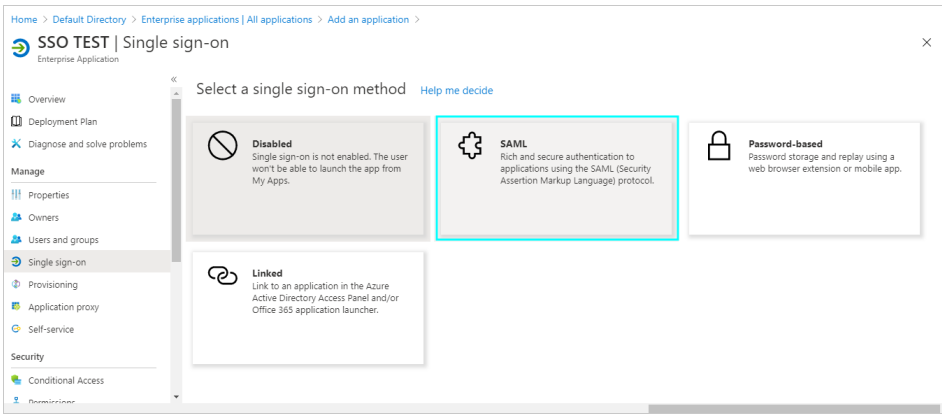 Home > Default Directory > Enterprise applications | All applications > Add an application >
SSO TEST | Single sign-on
Enterprise Application
«
Overview
Deployment Plan
Diagnose and solve problems
Manage
Properties
Owners
Users and groups
Single sign-on
Provisioning
Application proxy
Self-service
Security
Conditional Access
Permissions
Select a single sign-on method Help me decide
Disabled
Single sign-on is not enabled. The user
won't be able to launch the app from
My Apps.
SAML
Rich and secure authentication to
applications using the SAML (Security
Assertion Markup Language) protocol.
Password-based
Password storage and replay using a
web browser extension or mobile app.
Linked
Link to an application in the Azure
Active Directory Access Panel and/or
Office 365 application launcher.